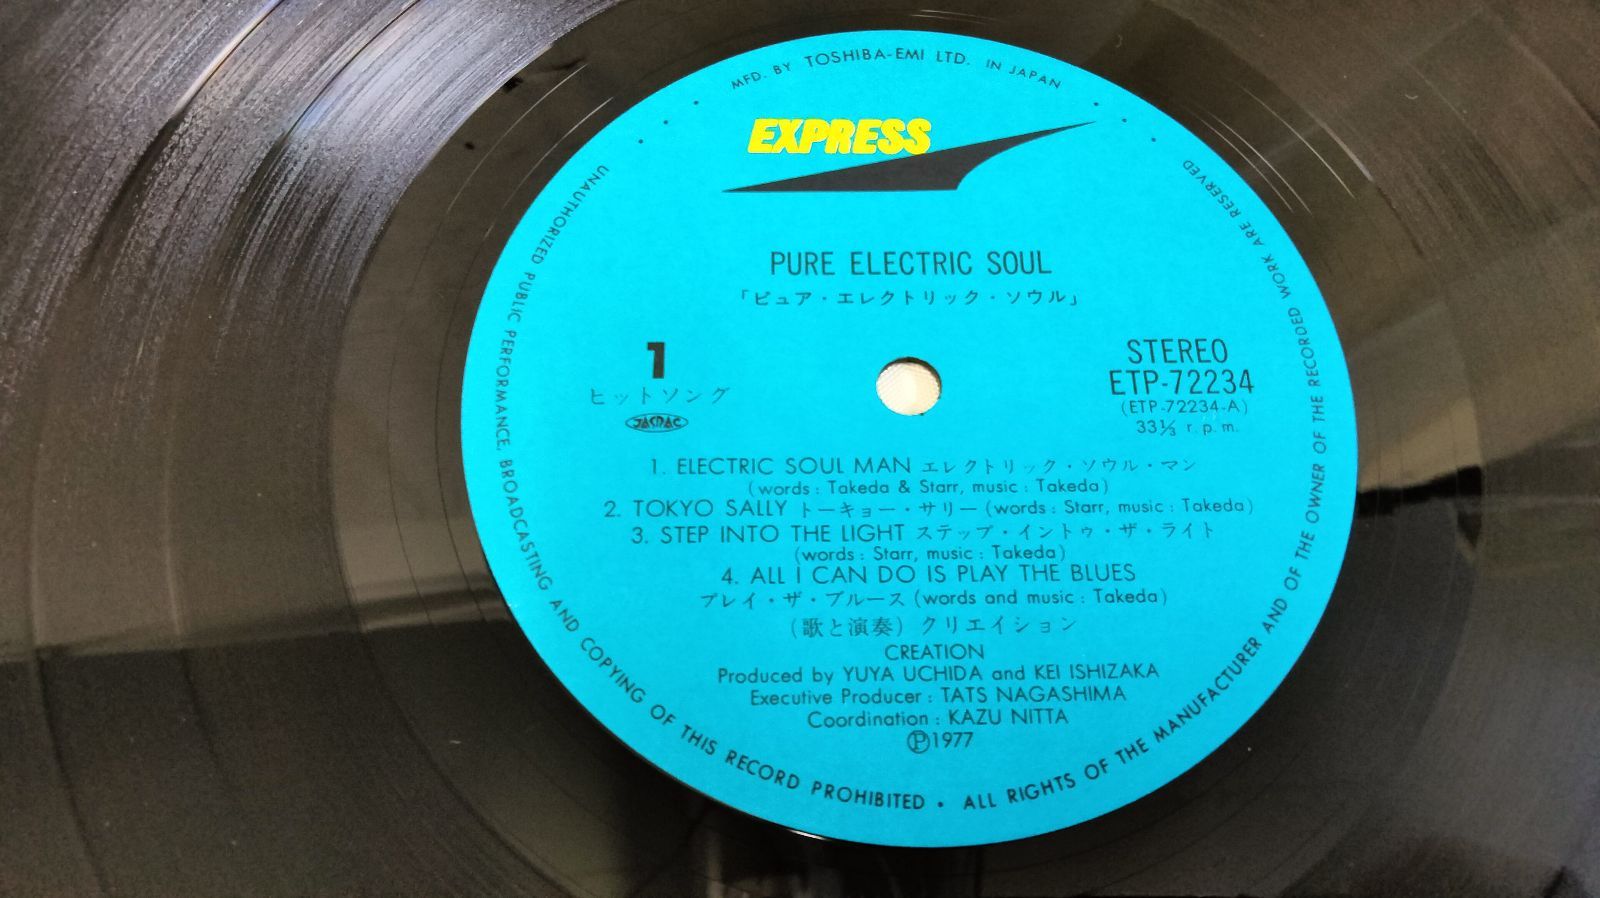 MFD. BY TOSHIBA-EMI LTD. IN JAPAN
EXPRESS
PURE ELECTRIC SOUL
「ピュア・エレクトリック・ソウル」
1
ヒットソング
JACMAC
STEREO
ETP-72234
(ETP-72234-A)
33⅓ r.p.m.
1. ELECTRIC SOUL MAN エレクトリック・ソウル・マン
(words : Takeda & Starr, music : Takeda)
2. TOKYO SALLY トーキョー・サリー (words : Starr, music : Takeda)
3. STEP INTO THE LIGHT ステップ・イントゥ・ザ・ライト
(words : Starr, music : Takeda)
4. ALL I CAN DO IS PLAY THE BLUES
プレイ・ザ・ブルース (words and music : Takeda)
(歌と演奏) クリエイション
CREATION
Produced by YUYA UCHIDA and KEI ISHIZAKA
Executive Producer : TATS NAGASHIMA
Coordination : KAZU NITTA
Ⓟ1977
UNAUTHORIZED PUBLIC PERFORMANCE, BROADCASTING AND COPYING OF THIS RECORD PROHIBITED • ALL RIGHTS OF THE MANUFACTURER AND OF THE OWNER OF THE RECORDED WORK ARE RESERVED